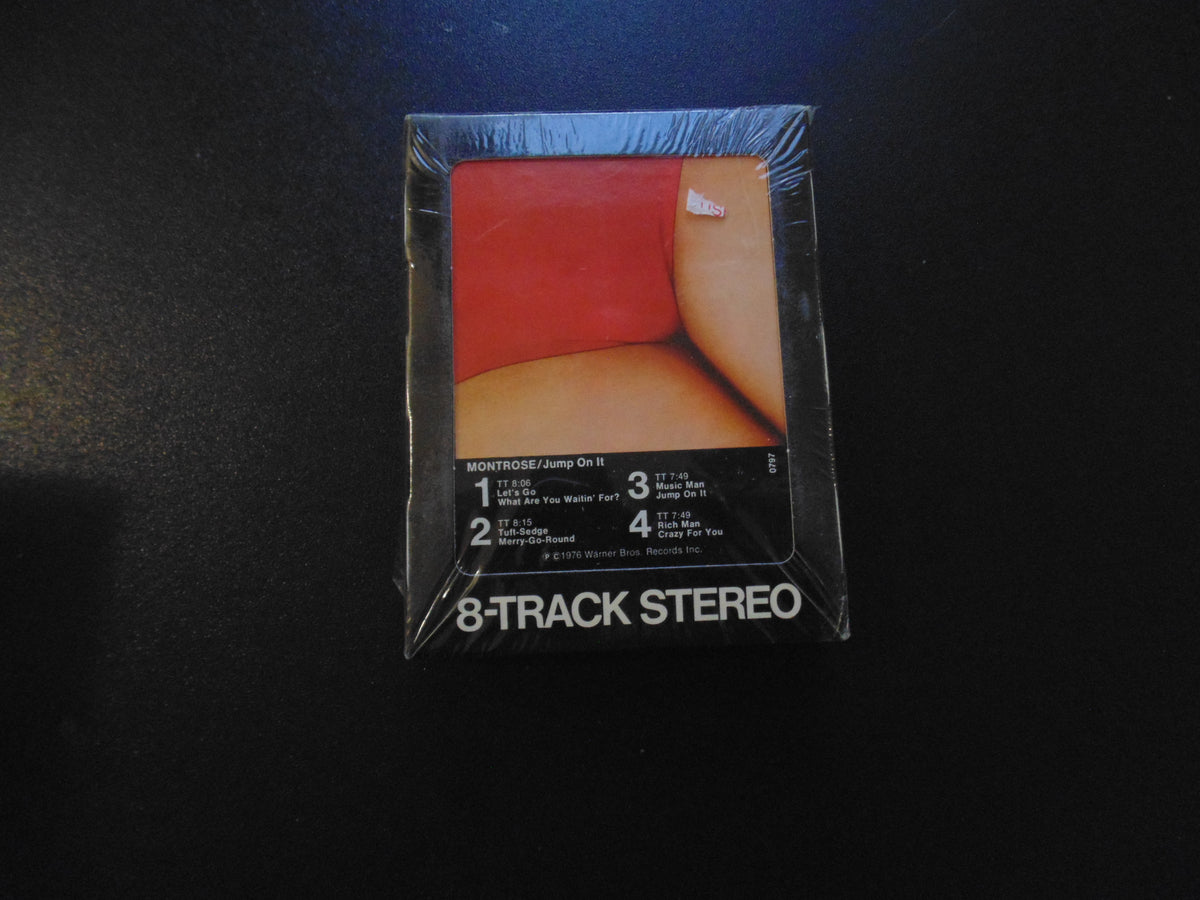 MONTROSE/Jump On It
0797
1 TT 8:06
Let's Go
What Are You Waitin' For?
2 TT 8:15
Tuft-Sedge
Merry-Go-Round
3 TT 7:49
Music Man
Jump On It
4 TT 7:49
Rich Man
Crazy For You
℗ ©1976 Warner Bros. Records Inc.
8-TRACK STEREO